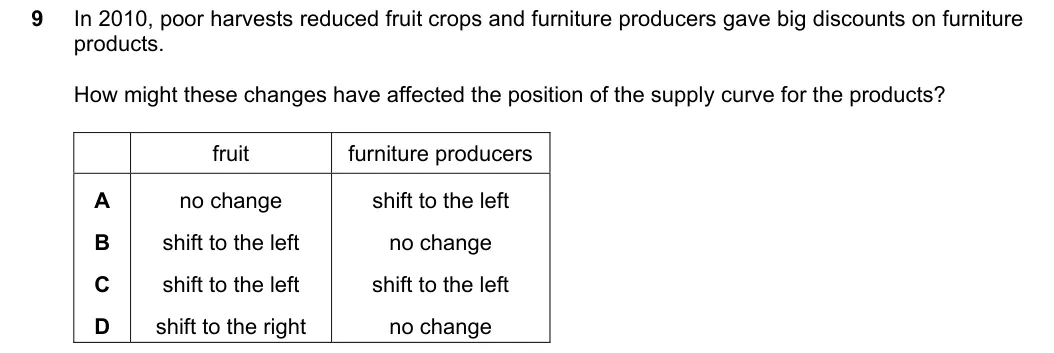 9 In 2010, poor harvests reduced fruit crops and furniture producers gave big discounts on furniture
products.
How might these changes have affected the position of the supply curve for the products?
fruit furniture producers
A no change shift to the left
B shift to the left no change
C shift to the left shift to the left
D shift to the right no change